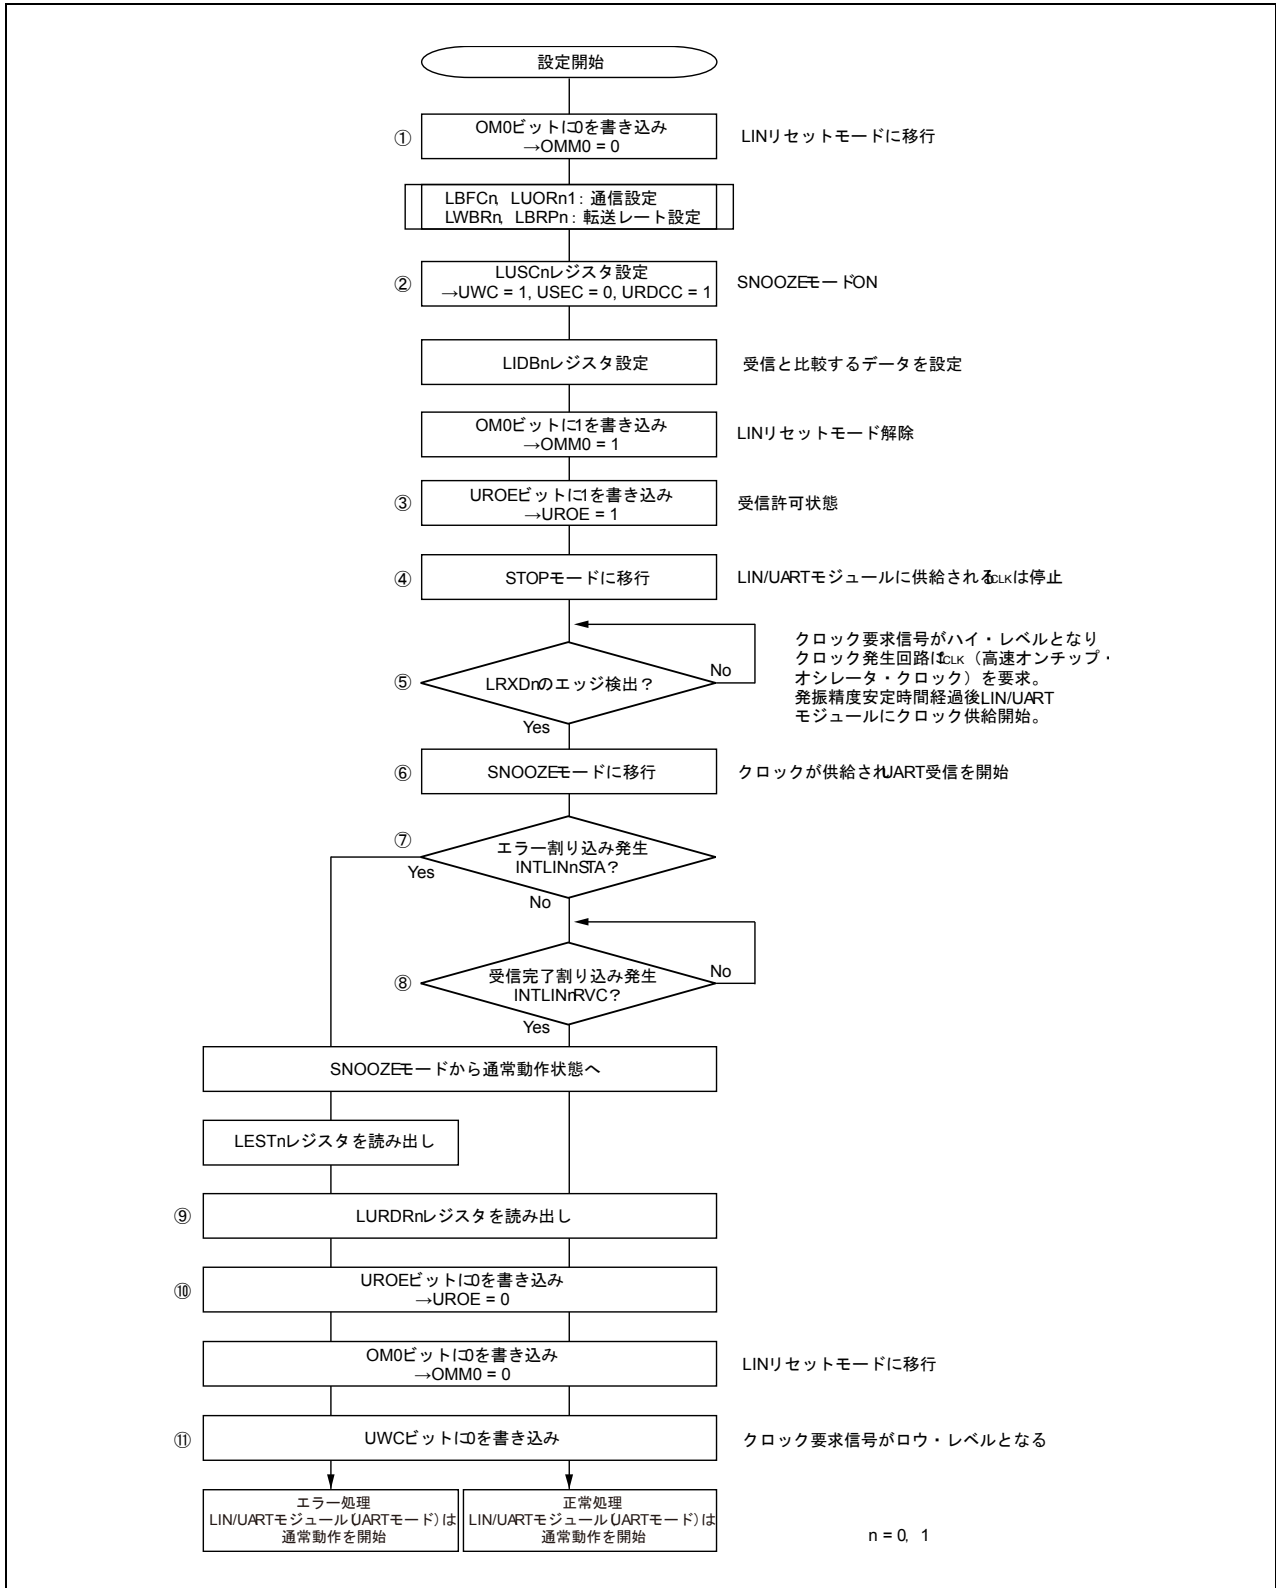 設定開始
① OM0ビットに0を書き込み
→OMM0 = 0
LINリセットモードに移行
LBFCn, LUORn1：通信設定
LWBRn, LBRPn：転送レート設定
② LUSCnレジスタ設定
→UWC = 1, USEC = 0, URDCC = 1
SNOOZEモードON
LIDBnレジスタ設定
受信と比較するデータを設定
OM0ビットに1を書き込み
→OMM0 = 1
LINリセットモード解除
③ UROEビットに1を書き込み
→UROE = 1
受信許可状態
④ STOPモードに移行
LIN/UARTモジュールに供給されるfCLKは停止
クロック要求信号がハイ・レベルとなり
クロック発生回路はfCLK（高速オンチップ・
オシレータ・クロック）を要求。
発振精度安定時間経過後LIN/UART
モジュールにクロック供給開始。
⑤ LRXDnのエッジ検出？
No
Yes
⑥ SNOOZEモードに移行
クロックが供給されUART受信を開始
⑦ エラー割り込み発生
INTLINnSTA？
Yes
No
⑧ 受信完了割り込み発生
INTLINnRVC？
No
Yes
SNOOZEモードから通常動作状態へ
LESTnレジスタを読み出し
⑨ LURDRnレジスタを読み出し
⑩ UROEビットに0を書き込み
→UROE = 0
OM0ビットに0を書き込み
→OMM0 = 0
LINリセットモードに移行
⑪ UWCビットに0を書き込み
クロック要求信号がロウ・レベルとなる
エラー処理
LIN/UARTモジュール(UARTモード)は
通常動作を開始
正常処理
LIN/UARTモジュール(UARTモード)は
通常動作を開始
n = 0, 1